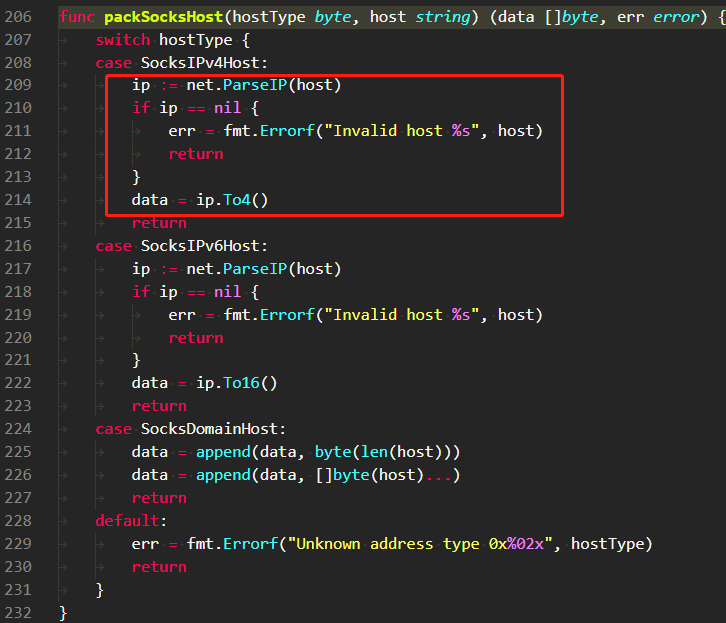 206 func packSocksHost(hostType byte, host string) (data []byte, err error) {
207     switch hostType {
208     case SocksIPv4Host:
209         ip := net.ParseIP(host)
210         if ip == nil {
211             err = fmt.Errorf("Invalid host %s", host)
212             return
213         }
214         data = ip.To4()
215         return
216     case SocksIPv6Host:
217         ip := net.ParseIP(host)
218         if ip == nil {
219             err = fmt.Errorf("Invalid host %s", host)
220             return
221         }
222         data = ip.To16()
223         return
224     case SocksDomainHost:
225         data = append(data, byte(len(host)))
226         data = append(data, []byte(host)...)
227         return
228     default:
229         err = fmt.Errorf("Unknown address type 0x%02x", hostType)
230         return
231     }
232 }